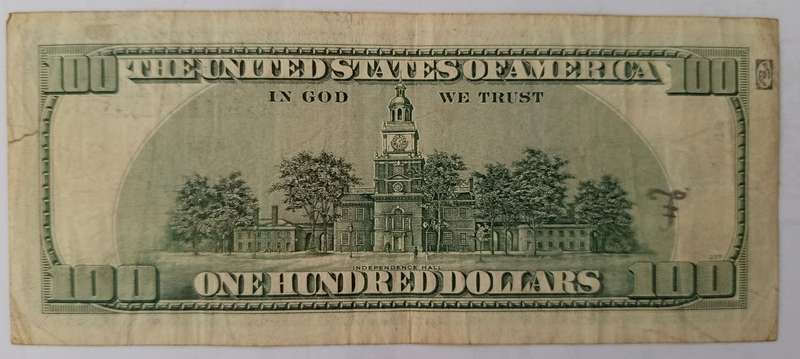 100 THE UNITED STATES OF AMERICA 100
IN GOD WE TRUST
INDEPENDENCE HALL
100 ONE HUNDRED DOLLARS 100